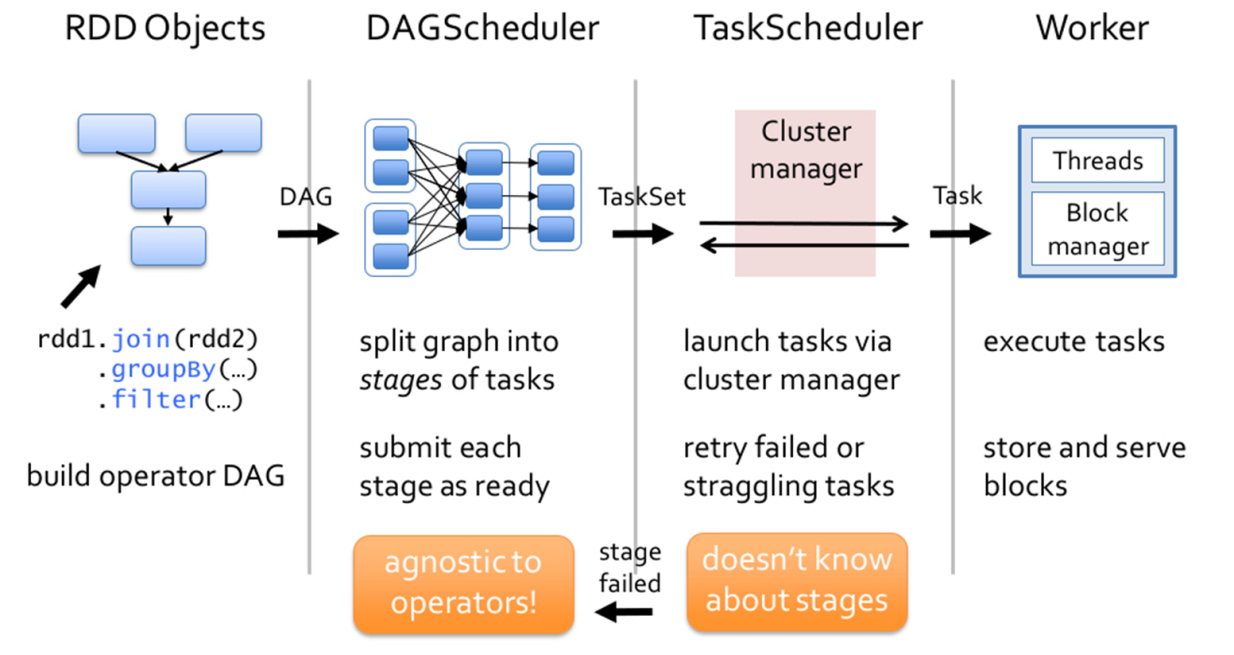 RDD Objects
DAGScheduler
TaskScheduler
Worker
DAG
TaskSet
Cluster
manager
Task
Threads
Block
manager
rdd1.join(rdd2)
.groupBy(…)
.filter(…)
build operator DAG
split graph into
stages of tasks
submit each
stage as ready
agnostic to
operators!
launch tasks via
cluster manager
retry failed or
straggling tasks
stage
failed
doesn't know
about stages
execute tasks
store and serve
blocks